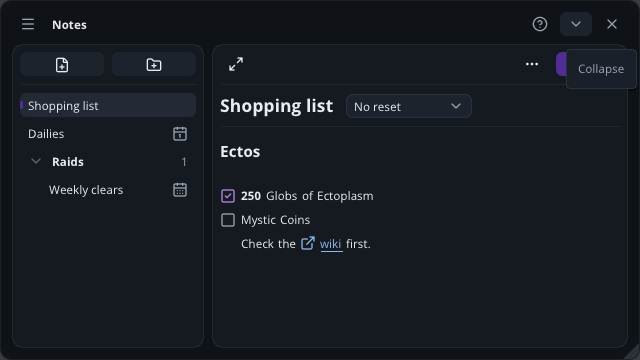 Notes
Collapse
Shopping list
Dailies
Raids 1
Weekly clears
Shopping list No reset
Ectos
250 Globs of Ectoplasm
Mystic Coins
Check the wiki first.